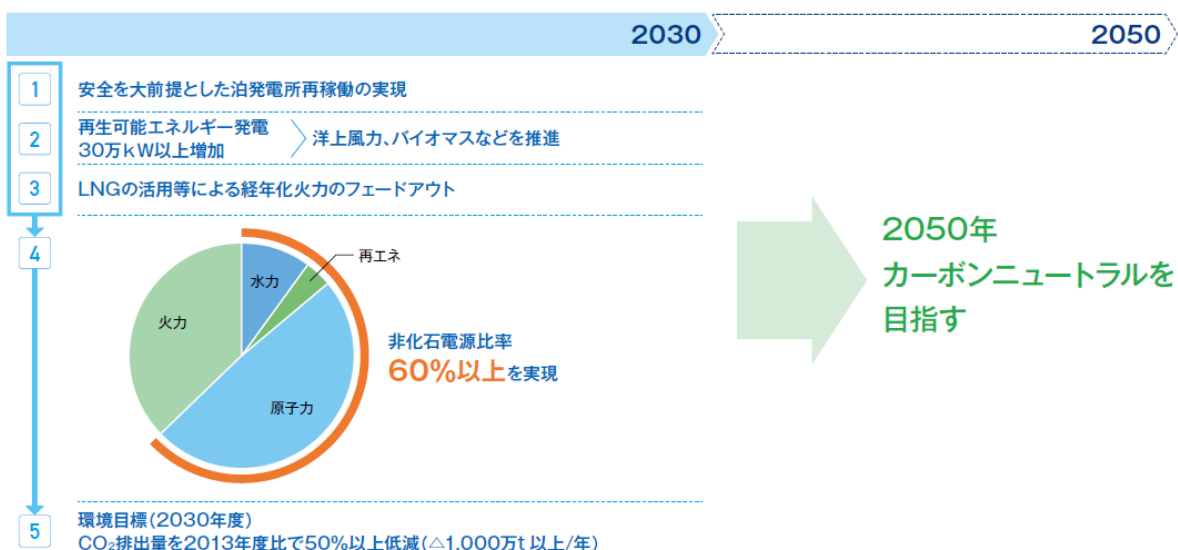 2030
2050
1
安全を大前提とした泊発電所再稼働の実現
2
再生可能エネルギー発電
30万kW以上増加
洋上風力、バイオマスなどを推進
3
LNGの活用等による経年化火力のフェードアウト
4
水力
再エネ
火力
原子力
非化石電源比率
60%以上を実現
2050年
カーボンニュートラルを
目指す
5
環境目標(2030年度)
CO₂排出量を2013年度比で50%以上低減(△1,000万t 以上/年)